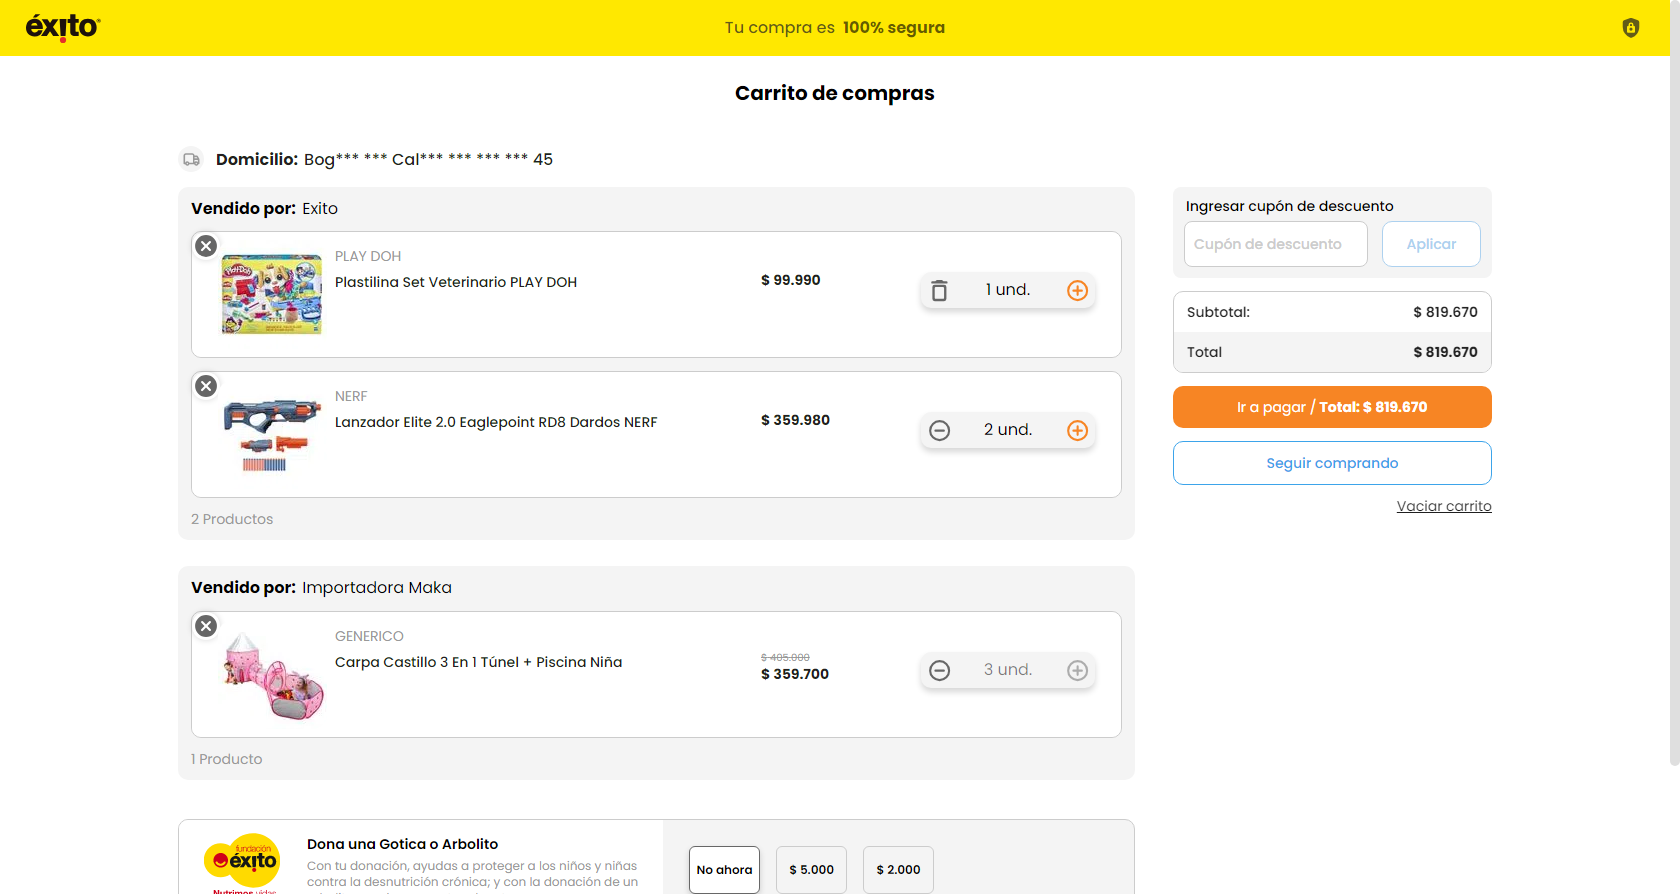 éxito
Tu compra es 100% segura
Carrito de compras
Domicilio: Bog*** *** Cal*** *** *** *** 45
Vendido por: Exito
PLAY DOH
Plastilina Set Veterinario PLAY DOH
$ 99.990
1 und.
NERF
Lanzador Elite 2.0 Eaglepoint RD8 Dardos NERF
$ 359.980
2 und.
2 Productos
Vendido por: Importadora Maka
GENERICO
Carpa Castillo 3 En 1 Túnel + Piscina Niña
$ 405.000
$ 359.700
3 und.
1 Producto
Ingresar cupón de descuento
Cupón de descuento
Aplicar
Subtotal: $ 819.670
Total $ 819.670
Ir a pagar / Total: $ 819.670
Seguir comprando
Vaciar carrito
fundación
éxito
Dona una Gotica o Arbolito
Con tu donación, ayudas a proteger a los niños y niñas
contra la desnutrición crónica; y con la donación de un
No ahora
$ 5.000
$ 2.000